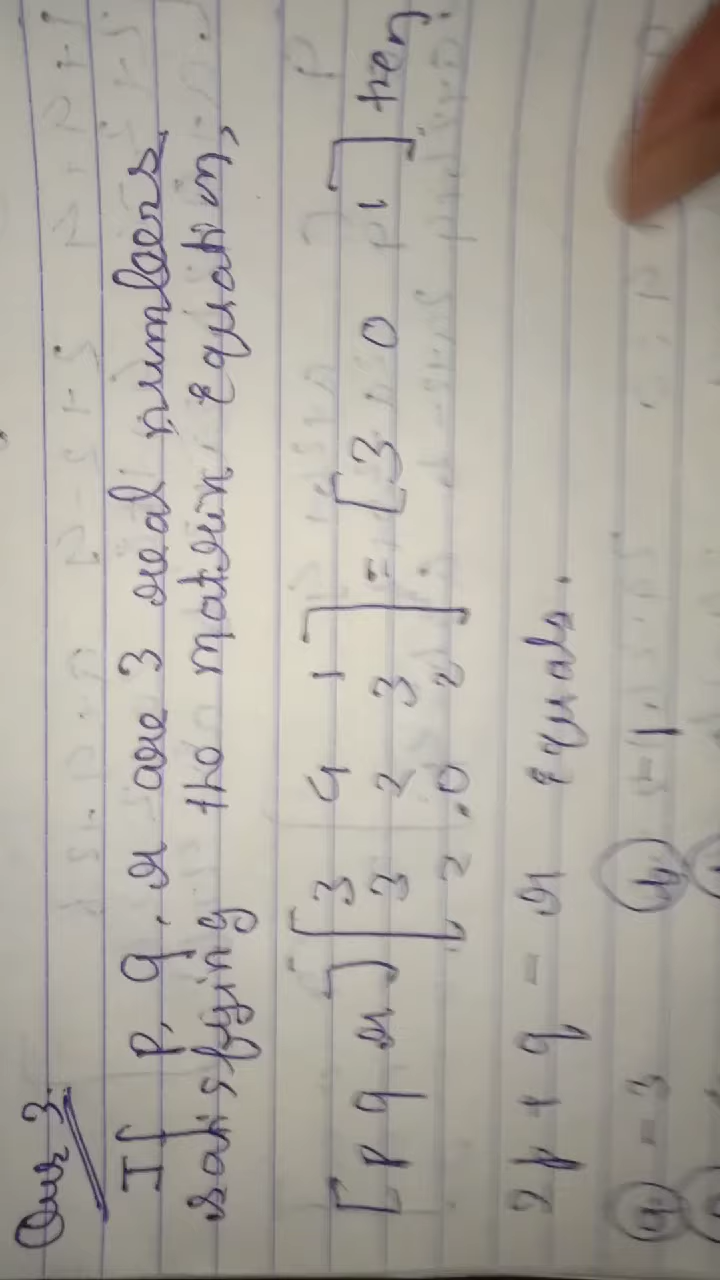 Ques 3.
If p, q, r are 3 real numbers
satisfying the matrix equation,
[p q r] [3 4 1
3 2 3
2 0 2] = [3 0 1] then,
2p + q - r equals.
(a) -3 (b) -1